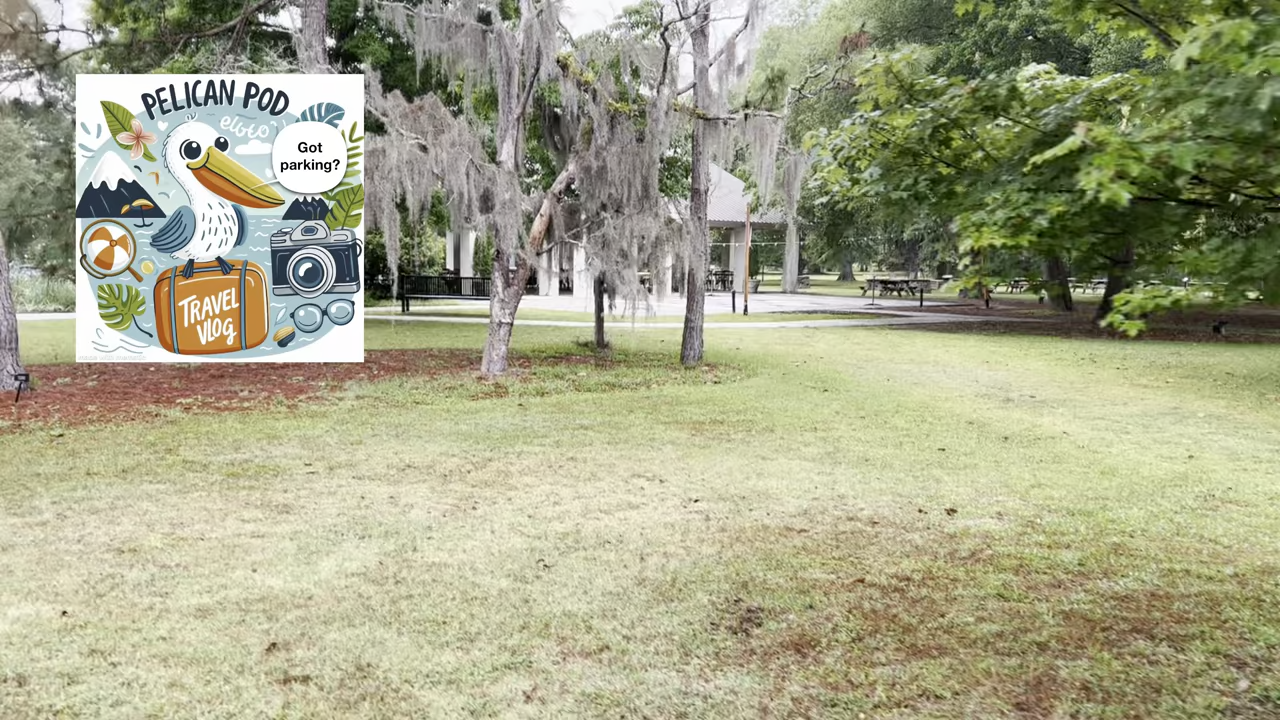 PELICAN POD
Got
parking?
TRAVEL
VLOG